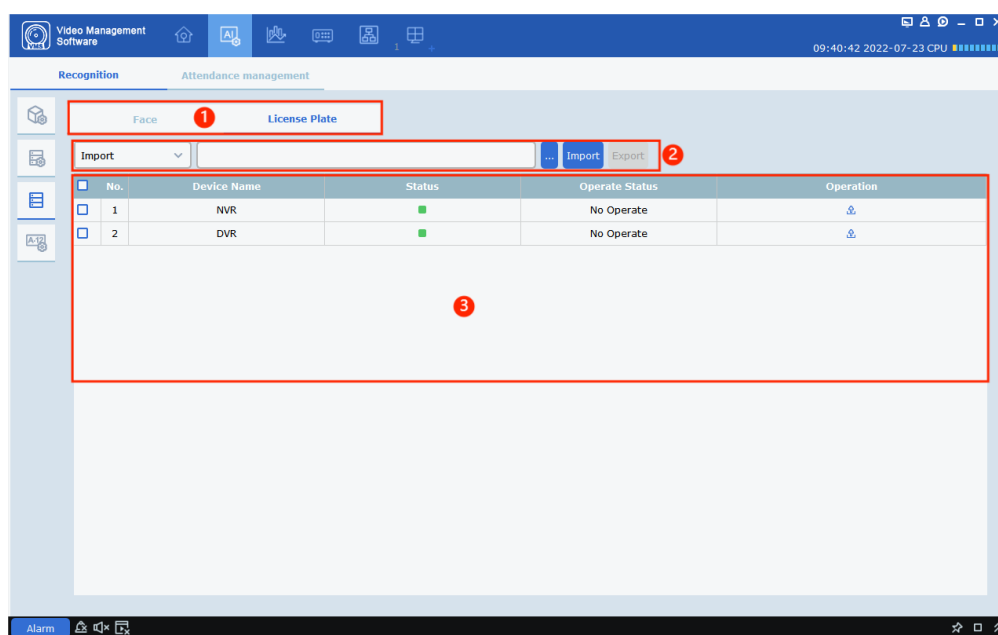 Video Management
Software
1
09:40:42 2022-07-23 CPU
Recognition Attendance management
Face 1 License Plate
Import ... Import Export 2
No. Device Name Status Operate Status Operation
1 NVR No Operate
2 DVR No Operate
3
Alarm